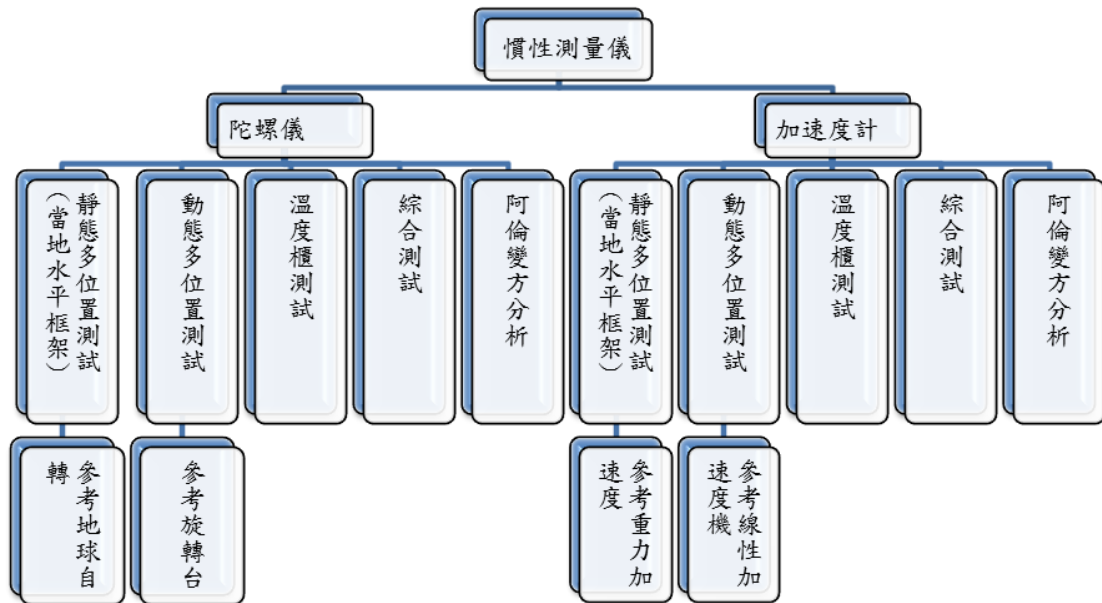 慣性測量儀
陀螺儀
加速度計
靜態多位置測試
（當地水平框架）
動態多位置測試
溫度櫃測試
綜合測試
阿倫變方分析
靜態多位置測試
（當地水平框架）
動態多位置測試
溫度櫃測試
綜合測試
阿倫變方分析
參考地球自
轉
參考旋轉台
參考重力加
速度
參考線性加
速度機